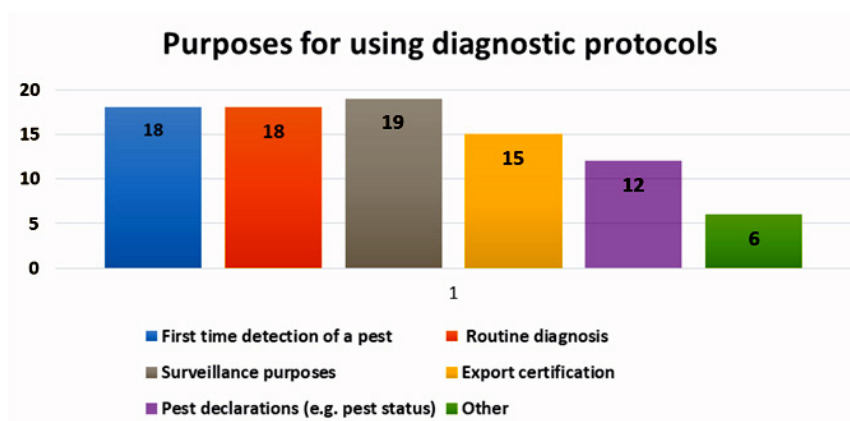 Purposes for using diagnostic protocols
20
15
10
5
0
18
18
19
15
12
6
1
First time detection of a pest
Routine diagnosis
Surveillance purposes
Export certification
Pest declarations (e.g. pest status)
Other